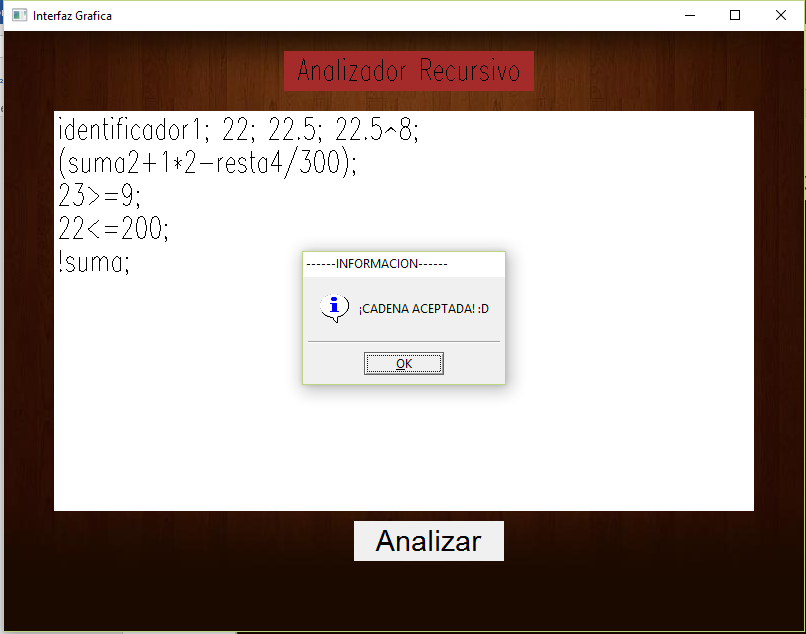 Interfaz Grafica
Analizador Recursivo
identificador1; 22; 22.5; 22.5^8;
(suma2+1*2-resta4/300);
23>=9;
22<=200;
!suma;
------INFORMACION------
¡CADENA ACEPTADA! :D
OK
Analizar